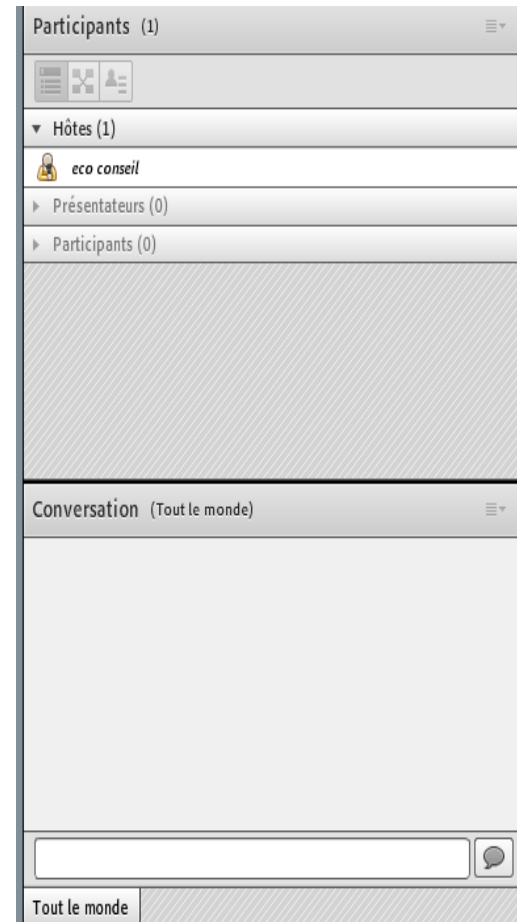 Participants (1)
Hôtes (1)
eco conseil
Présentateurs (0)
Participants (0)
Conversation (Tout le monde)
Tout le monde